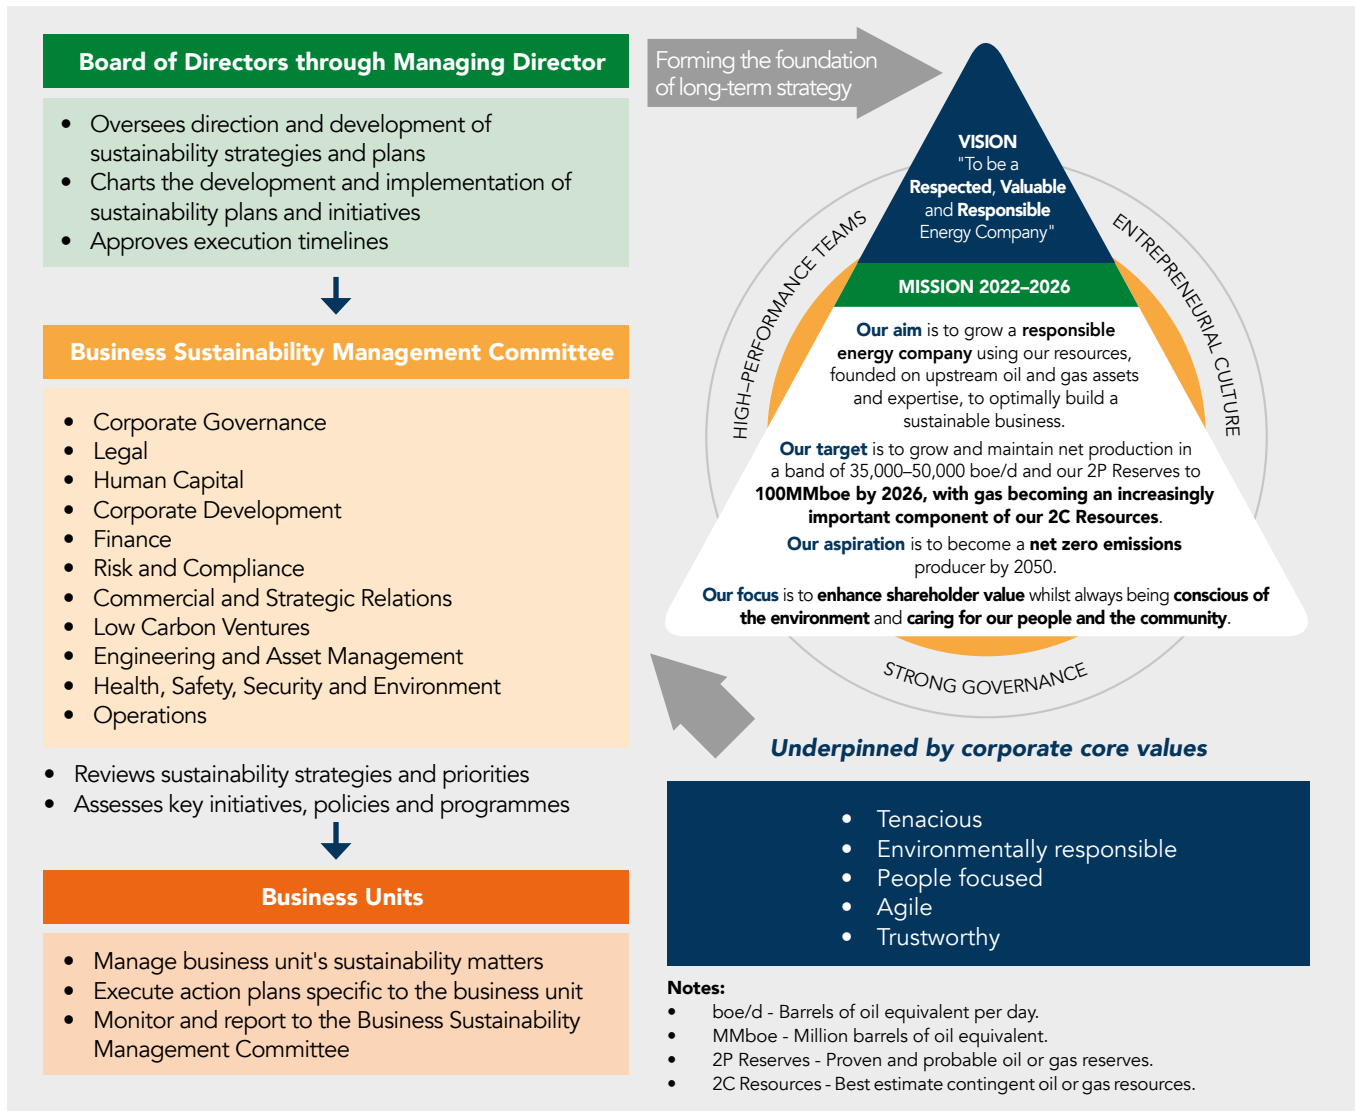 Board of Directors through Managing Director
• Oversees direction and development of
sustainability strategies and plans
• Charts the development and implementation of
sustainability plans and initiatives
• Approves execution timelines
Business Sustainability Management Committee
• Corporate Governance
• Legal
• Human Capital
• Corporate Development
• Finance
• Risk and Compliance
• Commercial and Strategic Relations
• Low Carbon Ventures
• Engineering and Asset Management
• Health, Safety, Security and Environment
• Operations
• Reviews sustainability strategies and priorities
• Assesses key initiatives, policies and programmes
Business Units
• Manage business unit's sustainability matters
• Execute action plans specific to the business unit
• Monitor and report to the Business Sustainability
Management Committee
Forming the foundation
of long-term strategy
VISION
"To be a
Respected, Valuable
and Responsible
Energy Company"
HIGH–PERFORMANCE TEAMS
ENTREPRENEURIAL CULTURE
MISSION 2022–2026
Our aim is to grow a responsible
energy company using our resources,
founded on upstream oil and gas assets
and expertise, to optimally build a
sustainable business.
Our target is to grow and maintain net production in
a band of 35,000–50,000 boe/d and our 2P Reserves to
100MMboe by 2026, with gas becoming an increasingly
important component of our 2C Resources.
Our aspiration is to become a net zero emissions
producer by 2050.
Our focus is to enhance shareholder value whilst always being conscious of
the environment and caring for our people and the community.
STRONG GOVERNANCE
Underpinned by corporate core values
• Tenacious
• Environmentally responsible
• People focused
• Agile
• Trustworthy
Notes:
• boe/d - Barrels of oil equivalent per day.
• MMboe - Million barrels of oil equivalent.
• 2P Reserves - Proven and probable oil or gas reserves.
• 2C Resources - Best estimate contingent oil or gas resources.